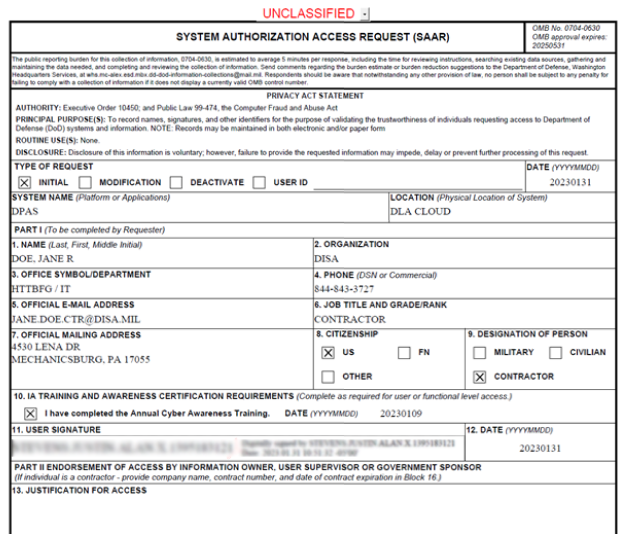 UNCLASSIFIED
SYSTEM AUTHORIZATION ACCESS REQUEST (SAAR)
OMB No. 0704-0630
OMB approval expires:
20250531
The public reporting burden for this collection of information, 0704-0630, is estimated to average 5 minutes per response, including the time for reviewing instructions, searching existing data sources, gathering and
maintaining the data needed, and completing and reviewing the collection of information. Send comments regarding the burden estimate or burden reduction suggestions to the Department of Defense, Washington
Headquarters Services, at whs.mc-alex.esd.mbx.dd-dod-information-collections@mail.mil. Respondents should be aware that notwithstanding any other provision of law, no person shall be subject to any penalty for
failing to comply with a collection of information if it does not display a currently valid OMB control number.
PRIVACY ACT STATEMENT
AUTHORITY: Executive Order 10450; and Public Law 99-474, the Computer Fraud and Abuse Act
PRINCIPAL PURPOSE(S): To record names, signatures, and other identifiers for the purpose of validating the trustworthiness of individuals requesting access to Department of
Defense (DoD) systems and information. NOTE: Records may be maintained in both electronic and/or paper form
ROUTINE USE(S): None.
DISCLOSURE: Disclosure of this information is voluntary; however, failure to provide the requested information may impede, delay or prevent further processing of this request.
TYPE OF REQUEST
DATE (YYYYMMDD)
X INITIAL MODIFICATION DEACTIVATE USER ID
20230131
SYSTEM NAME (Platform or Applications)
LOCATION (Physical Location of System)
DPAS
DLA CLOUD
PART I (To be completed by Requester)
1. NAME (Last, First, Middle Initial)
2. ORGANIZATION
DOE, JANE R
DISA
3. OFFICE SYMBOL/DEPARTMENT
4. PHONE (DSN or Commercial)
HTTBFG / IT
844-843-3727
5. OFFICIAL E-MAIL ADDRESS
6. JOB TITLE AND GRADE/RANK
JANE.DOE.CTR@DISA.MIL
CONTRACTOR
7. OFFICIAL MAILING ADDRESS
8. CITIZENSHIP
9. DESIGNATION OF PERSON
4530 LENA DR
MECHANICSBURG, PA 17055
X US FN
MILITARY CIVILIAN
OTHER
X CONTRACTOR
10. IA TRAINING AND AWARENESS CERTIFICATION REQUIREMENTS (Complete as required for user or functional level access.)
X I have completed the Annual Cyber Awareness Training. DATE (YYYYMMDD) 20230109
11. USER SIGNATURE
12. DATE (YYYYMMDD)
20230131
PART II ENDORSEMENT OF ACCESS BY INFORMATION OWNER, USER SUPERVISOR OR GOVERNMENT SPONSOR
(If individual is a contractor - provide company name, contract number, and date of contract expiration in Block 16.)
13. JUSTIFICATION FOR ACCESS